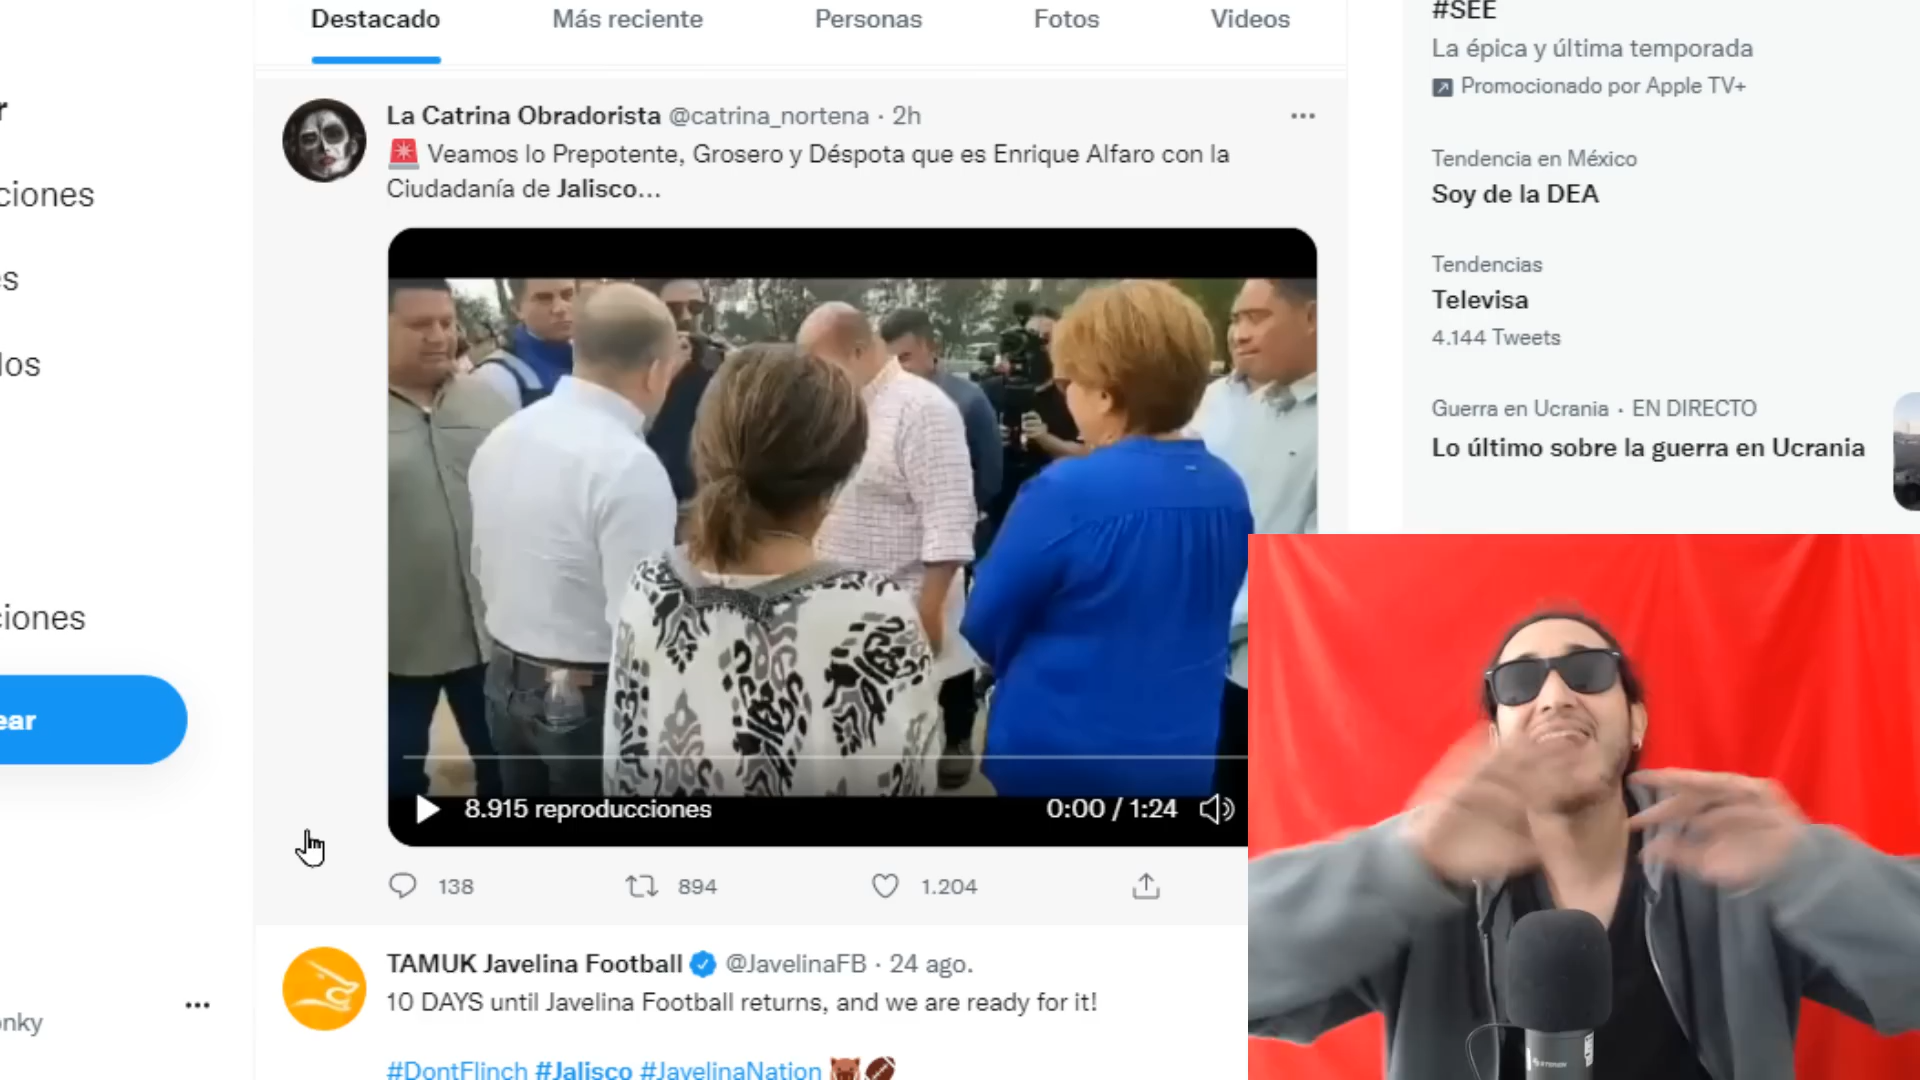 Destacado
Más reciente
Personas
Fotos
Videos
r
ciones
es
los
ciones
ear
onky
La Catrina Obradorista @catrina_nortena · 2h
Veamos lo Prepotente, Grosero y Déspota que es Enrique Alfaro con la
Ciudadanía de Jalisco...
8.915 reproducciones
0:00 / 1:24
138
894
1.204
TAMUK Javelina Football @JavelinaFB · 24 ago.
10 DAYS until Javelina Football returns, and we are ready for it!
#DontFlinch #Jalisco #JavelinaNation
#SEE
La épica y última temporada
Promocionado por Apple TV+
Tendencia en México
Soy de la DEA
Tendencias
Televisa
4.144 Tweets
Guerra en Ucrania · EN DIRECTO
Lo último sobre la guerra en Ucrania